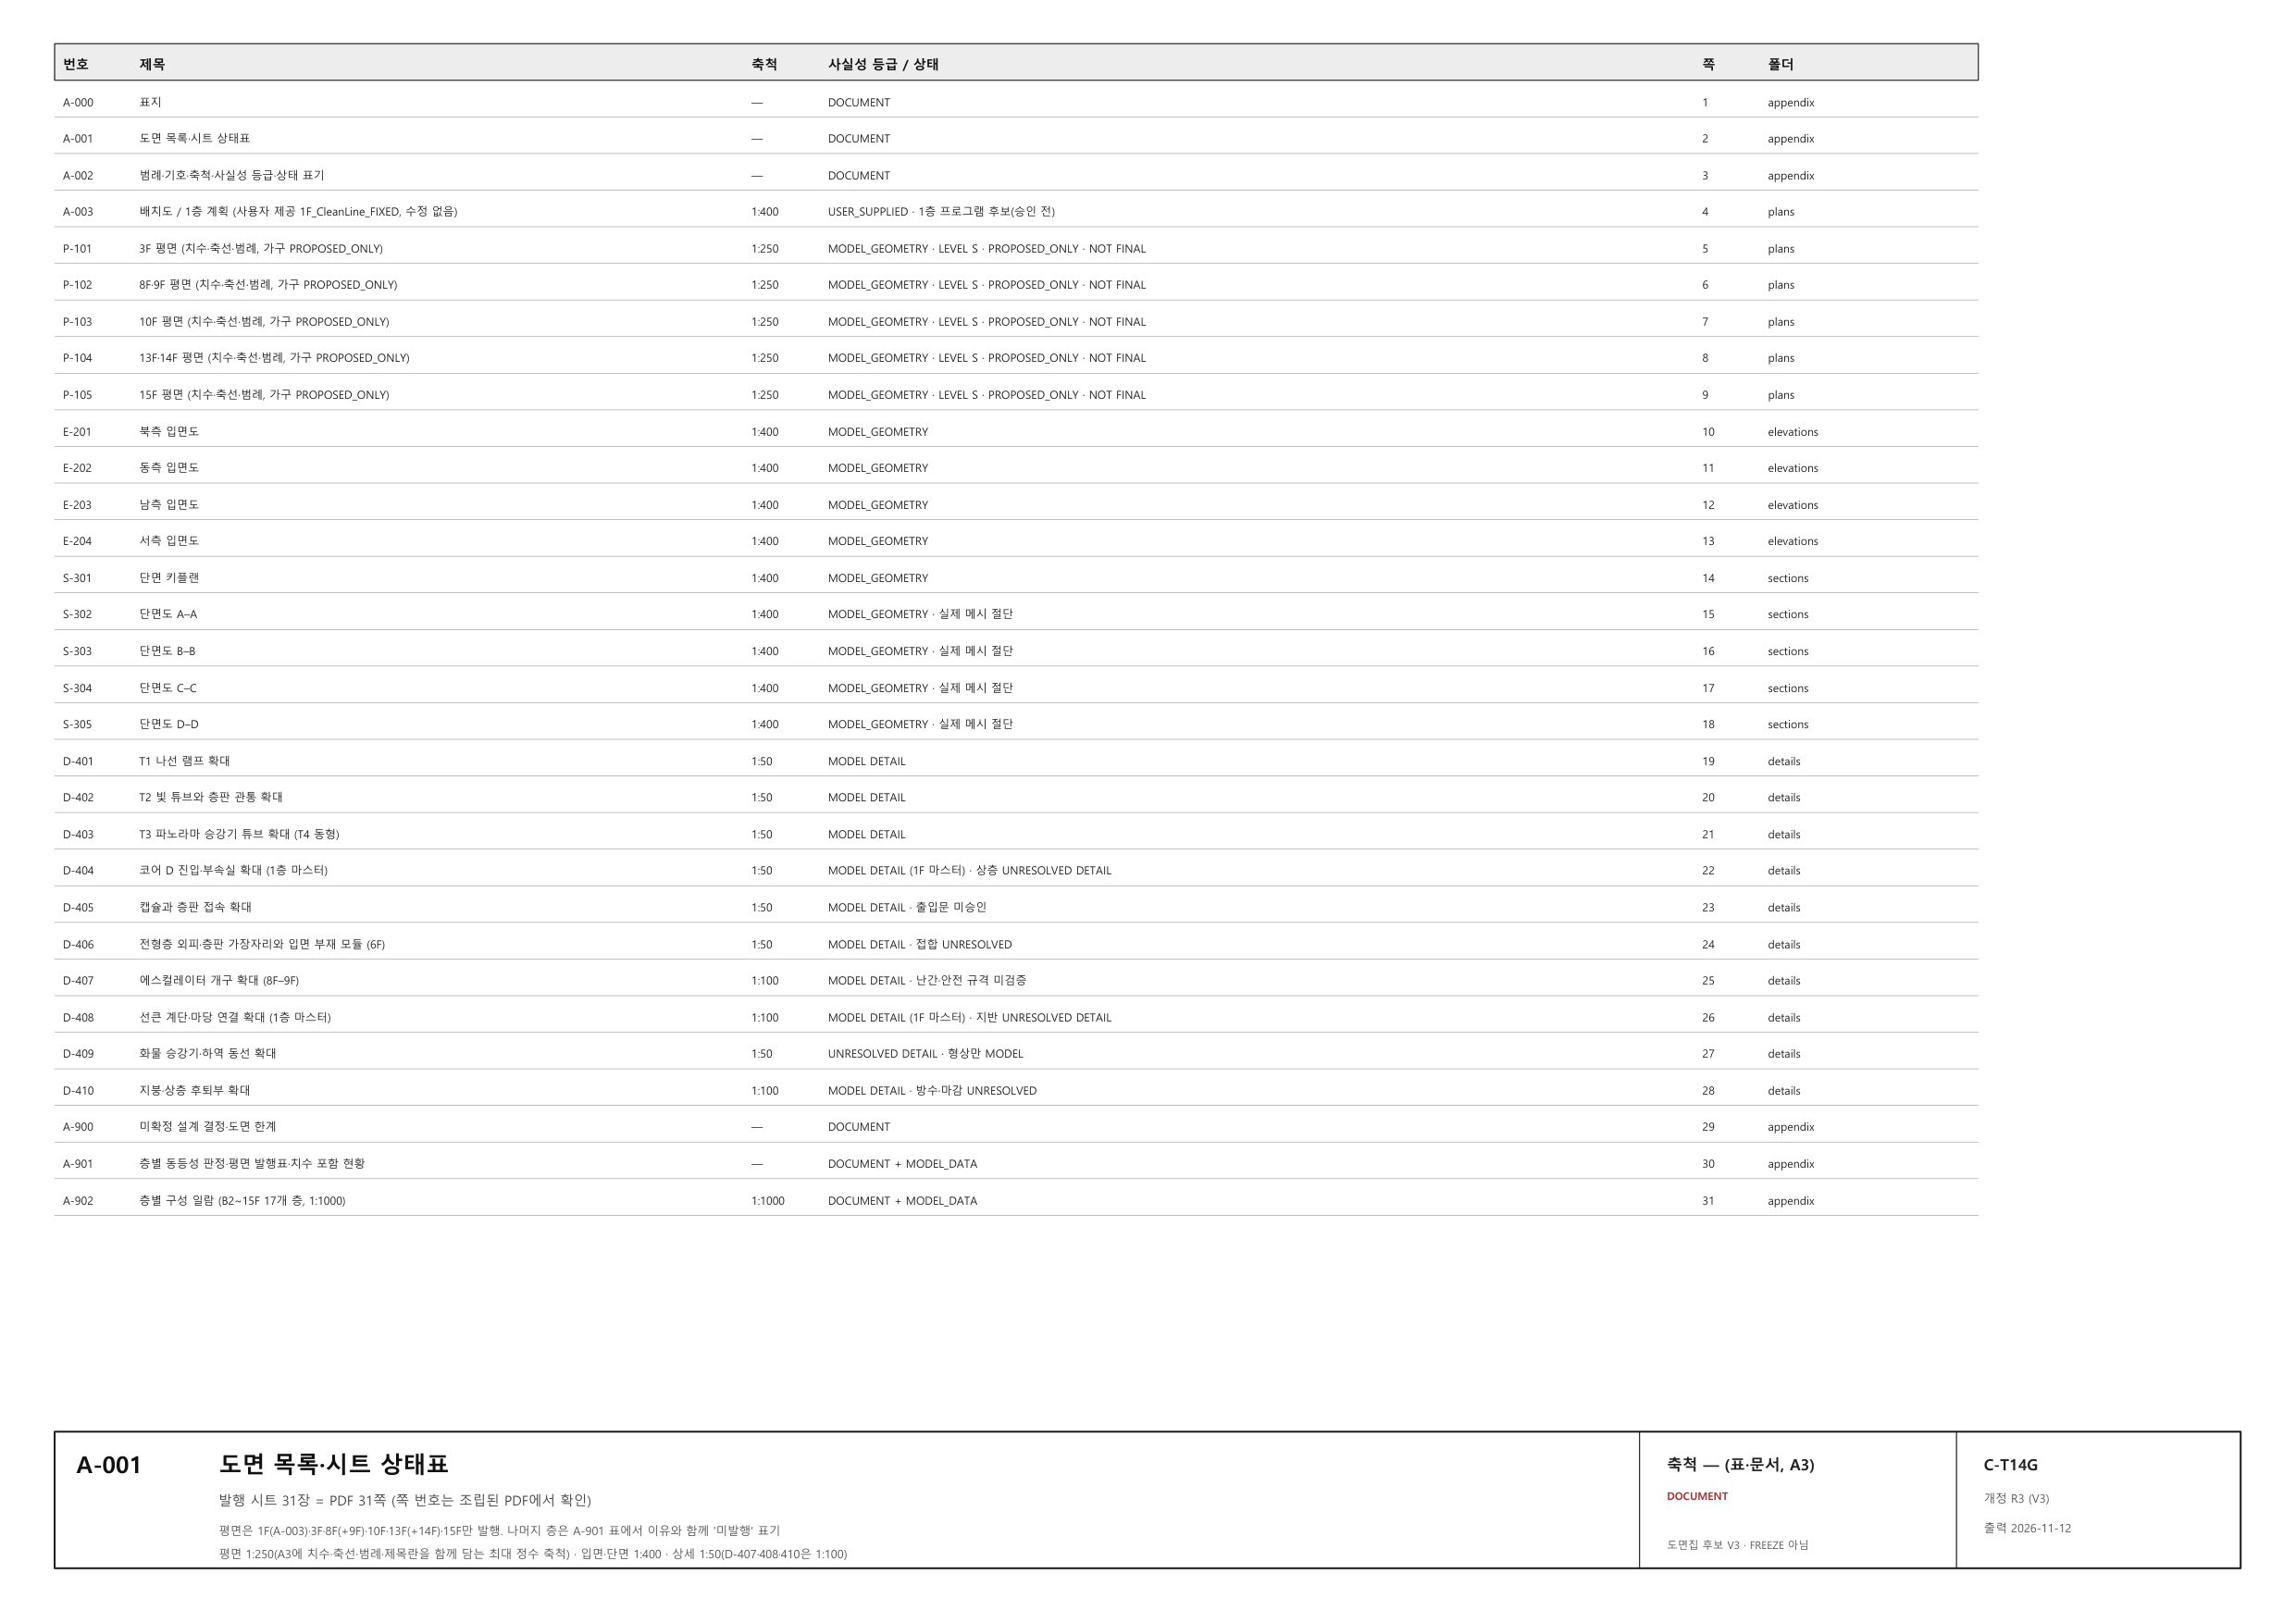 번호 제목 축척 사실성 등급 / 상태 쪽 폴더
A-000 표지 — DOCUMENT 1 appendix
A-001 도면 목록·시트 상태표 — DOCUMENT 2 appendix
A-002 범례·기호·축척·사실성 등급·상태 표기 — DOCUMENT 3 appendix
A-003 배치도 / 1층 계획 (사용자 제공 1F_CleanLine_FIXED, 수정 없음) 1:400 USER_SUPPLIED · 1층 프로그램 후보(승인 전) 4 plans
P-101 3F 평면 (치수·축선·범례, 가구 PROPOSED_ONLY) 1:250 MODEL_GEOMETRY · LEVEL S · PROPOSED_ONLY · NOT FINAL 5 plans
P-102 8F·9F 평면 (치수·축선·범례, 가구 PROPOSED_ONLY) 1:250 MODEL_GEOMETRY · LEVEL S · PROPOSED_ONLY · NOT FINAL 6 plans
P-103 10F 평면 (치수·축선·범례, 가구 PROPOSED_ONLY) 1:250 MODEL_GEOMETRY · LEVEL S · PROPOSED_ONLY · NOT FINAL 7 plans
P-104 13F·14F 평면 (치수·축선·범례, 가구 PROPOSED_ONLY) 1:250 MODEL_GEOMETRY · LEVEL S · PROPOSED_ONLY · NOT FINAL 8 plans
P-105 15F 평면 (치수·축선·범례, 가구 PROPOSED_ONLY) 1:250 MODEL_GEOMETRY · LEVEL S · PROPOSED_ONLY · NOT FINAL 9 plans
E-201 북측 입면도 1:400 MODEL_GEOMETRY 10 elevations
E-202 동측 입면도 1:400 MODEL_GEOMETRY 11 elevations
E-203 남측 입면도 1:400 MODEL_GEOMETRY 12 elevations
E-204 서측 입면도 1:400 MODEL_GEOMETRY 13 elevations
S-301 단면 키플랜 1:400 MODEL_GEOMETRY 14 sections
S-302 단면도 A–A 1:400 MODEL_GEOMETRY · 실제 메시 절단 15 sections
S-303 단면도 B–B 1:400 MODEL_GEOMETRY · 실제 메시 절단 16 sections
S-304 단면도 C–C 1:400 MODEL_GEOMETRY · 실제 메시 절단 17 sections
S-305 단면도 D–D 1:400 MODEL_GEOMETRY · 실제 메시 절단 18 sections
D-401 T1 나선 램프 확대 1:50 MODEL DETAIL 19 details
D-402 T2 빛 튜브와 층판 관통 확대 1:50 MODEL DETAIL 20 details
D-403 T3 파노라마 승강기 튜브 확대 (T4 동형) 1:50 MODEL DETAIL 21 details
D-404 코어 D 진입·부속실 확대 (1층 마스터) 1:50 MODEL DETAIL (1F 마스터) · 상층 UNRESOLVED DETAIL 22 details
D-405 캡슐과 층판 접속 확대 1:50 MODEL DETAIL · 출입문 미승인 23 details
D-406 전형층 외피·층판 가장자리와 입면 부재 모듈 (6F) 1:50 MODEL DETAIL · 접합 UNRESOLVED 24 details
D-407 에스컬레이터 개구 확대 (8F–9F) 1:100 MODEL DETAIL · 난간·안전 규격 미검증 25 details
D-408 선큰 계단·마당 연결 확대 (1층 마스터) 1:100 MODEL DETAIL (1F 마스터) · 지반 UNRESOLVED DETAIL 26 details
D-409 화물 승강기·하역 동선 확대 1:50 UNRESOLVED DETAIL · 형상만 MODEL 27 details
D-410 지붕·상층 후퇴부 확대 1:100 MODEL DETAIL · 방수·마감 UNRESOLVED 28 details
A-900 미확정 설계 결정·도면 한계 — DOCUMENT 29 appendix
A-901 층별 동등성 판정·평면 발행표·치수 포함 현황 — DOCUMENT + MODEL_DATA 30 appendix
A-902 층별 구성 일람 (B2~15F 17개 층, 1:1000) 1:1000 DOCUMENT + MODEL_DATA 31 appendix
A-001 도면 목록·시트 상태표
발행 시트 31장 = PDF 31쪽 (쪽 번호는 조립된 PDF에서 확인)
평면은 1F(A-003)·3F·8F(+9F)·10F·13F(+14F)·15F만 발행. 나머지 층은 A-901 표에서 이유와 함께 '미발행' 표기
평면 1:250(A3에 치수·축선·범례·제목란을 함께 담는 최대 정수 축척) · 입면·단면 1:400 · 상세 1:50(D-407·408·410은 1:100)
축척 — (표·문서, A3)
DOCUMENT
도면집 후보 V3 · FREEZE 아님
C-T14G
개정 R3 (V3)
출력 2026-11-12